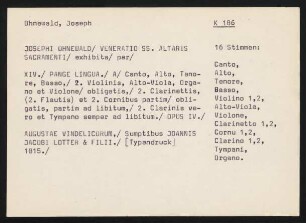 Ohnewald, Joseph
K 186
JOSEPHI OHNEWALD/ VENERATIO SS. ALTARIS
SACRAMENTI/ exhibita/ per/
XIV./ PANGE LINGUA./ A/ Canto, Alto, Teno-
re, Basso,/ 2. Violinis, Alto-Viola, Orga-
no et Violone/ obligatis,/ 2. Clarinettis,
(2. Flautis) et 2. Cornibus partim/ obli-
gatis, partim ad libitum,/ 2. Clarinis ve-
ro et Tympano semper ad libitum./ OPUS IV./
AUGUSTAE VINDELICORUM,/ Sumptibus JOANNIS
JACOBI LOTTER & FILII./ [Typendruck]
1815./
16 Stimmen:
Canto,
Alto,
Tenore,
Basso,
Violino 1,2,
Alto-Viola,
Violone,
Clarinetto 1,2,
Cornu 1,2,
Clarino 1,2,
Tympani,
Organo.